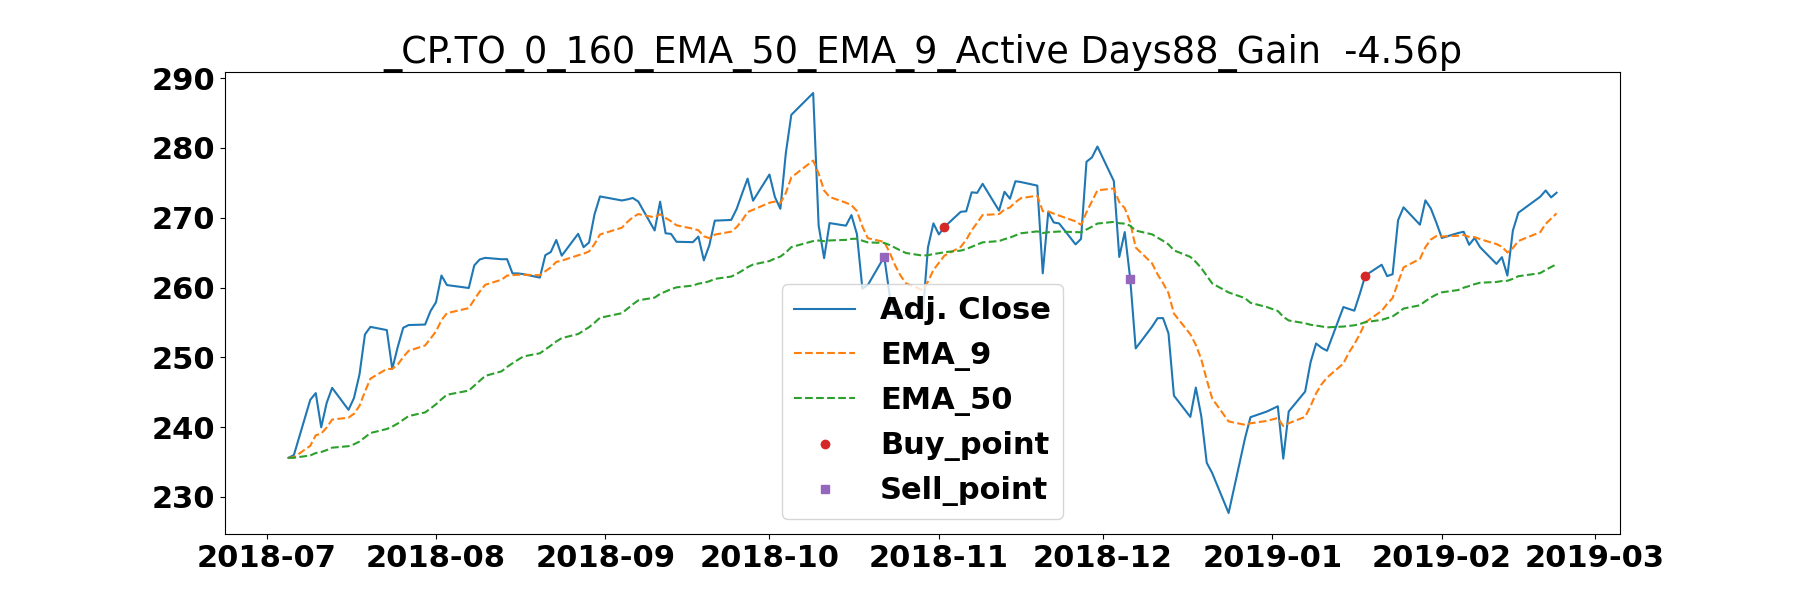 _CP.TO_0_160_EMA_50_EMA_9_Active Days88_Gain  -4.56p
290
280
270
260
250
240
230
Adj. Close
EMA_9
EMA_50
Buy_point
Sell_point
2018-07 2018-08 2018-09 2018-10 2018-11 2018-12 2019-01 2019-02 2019-03